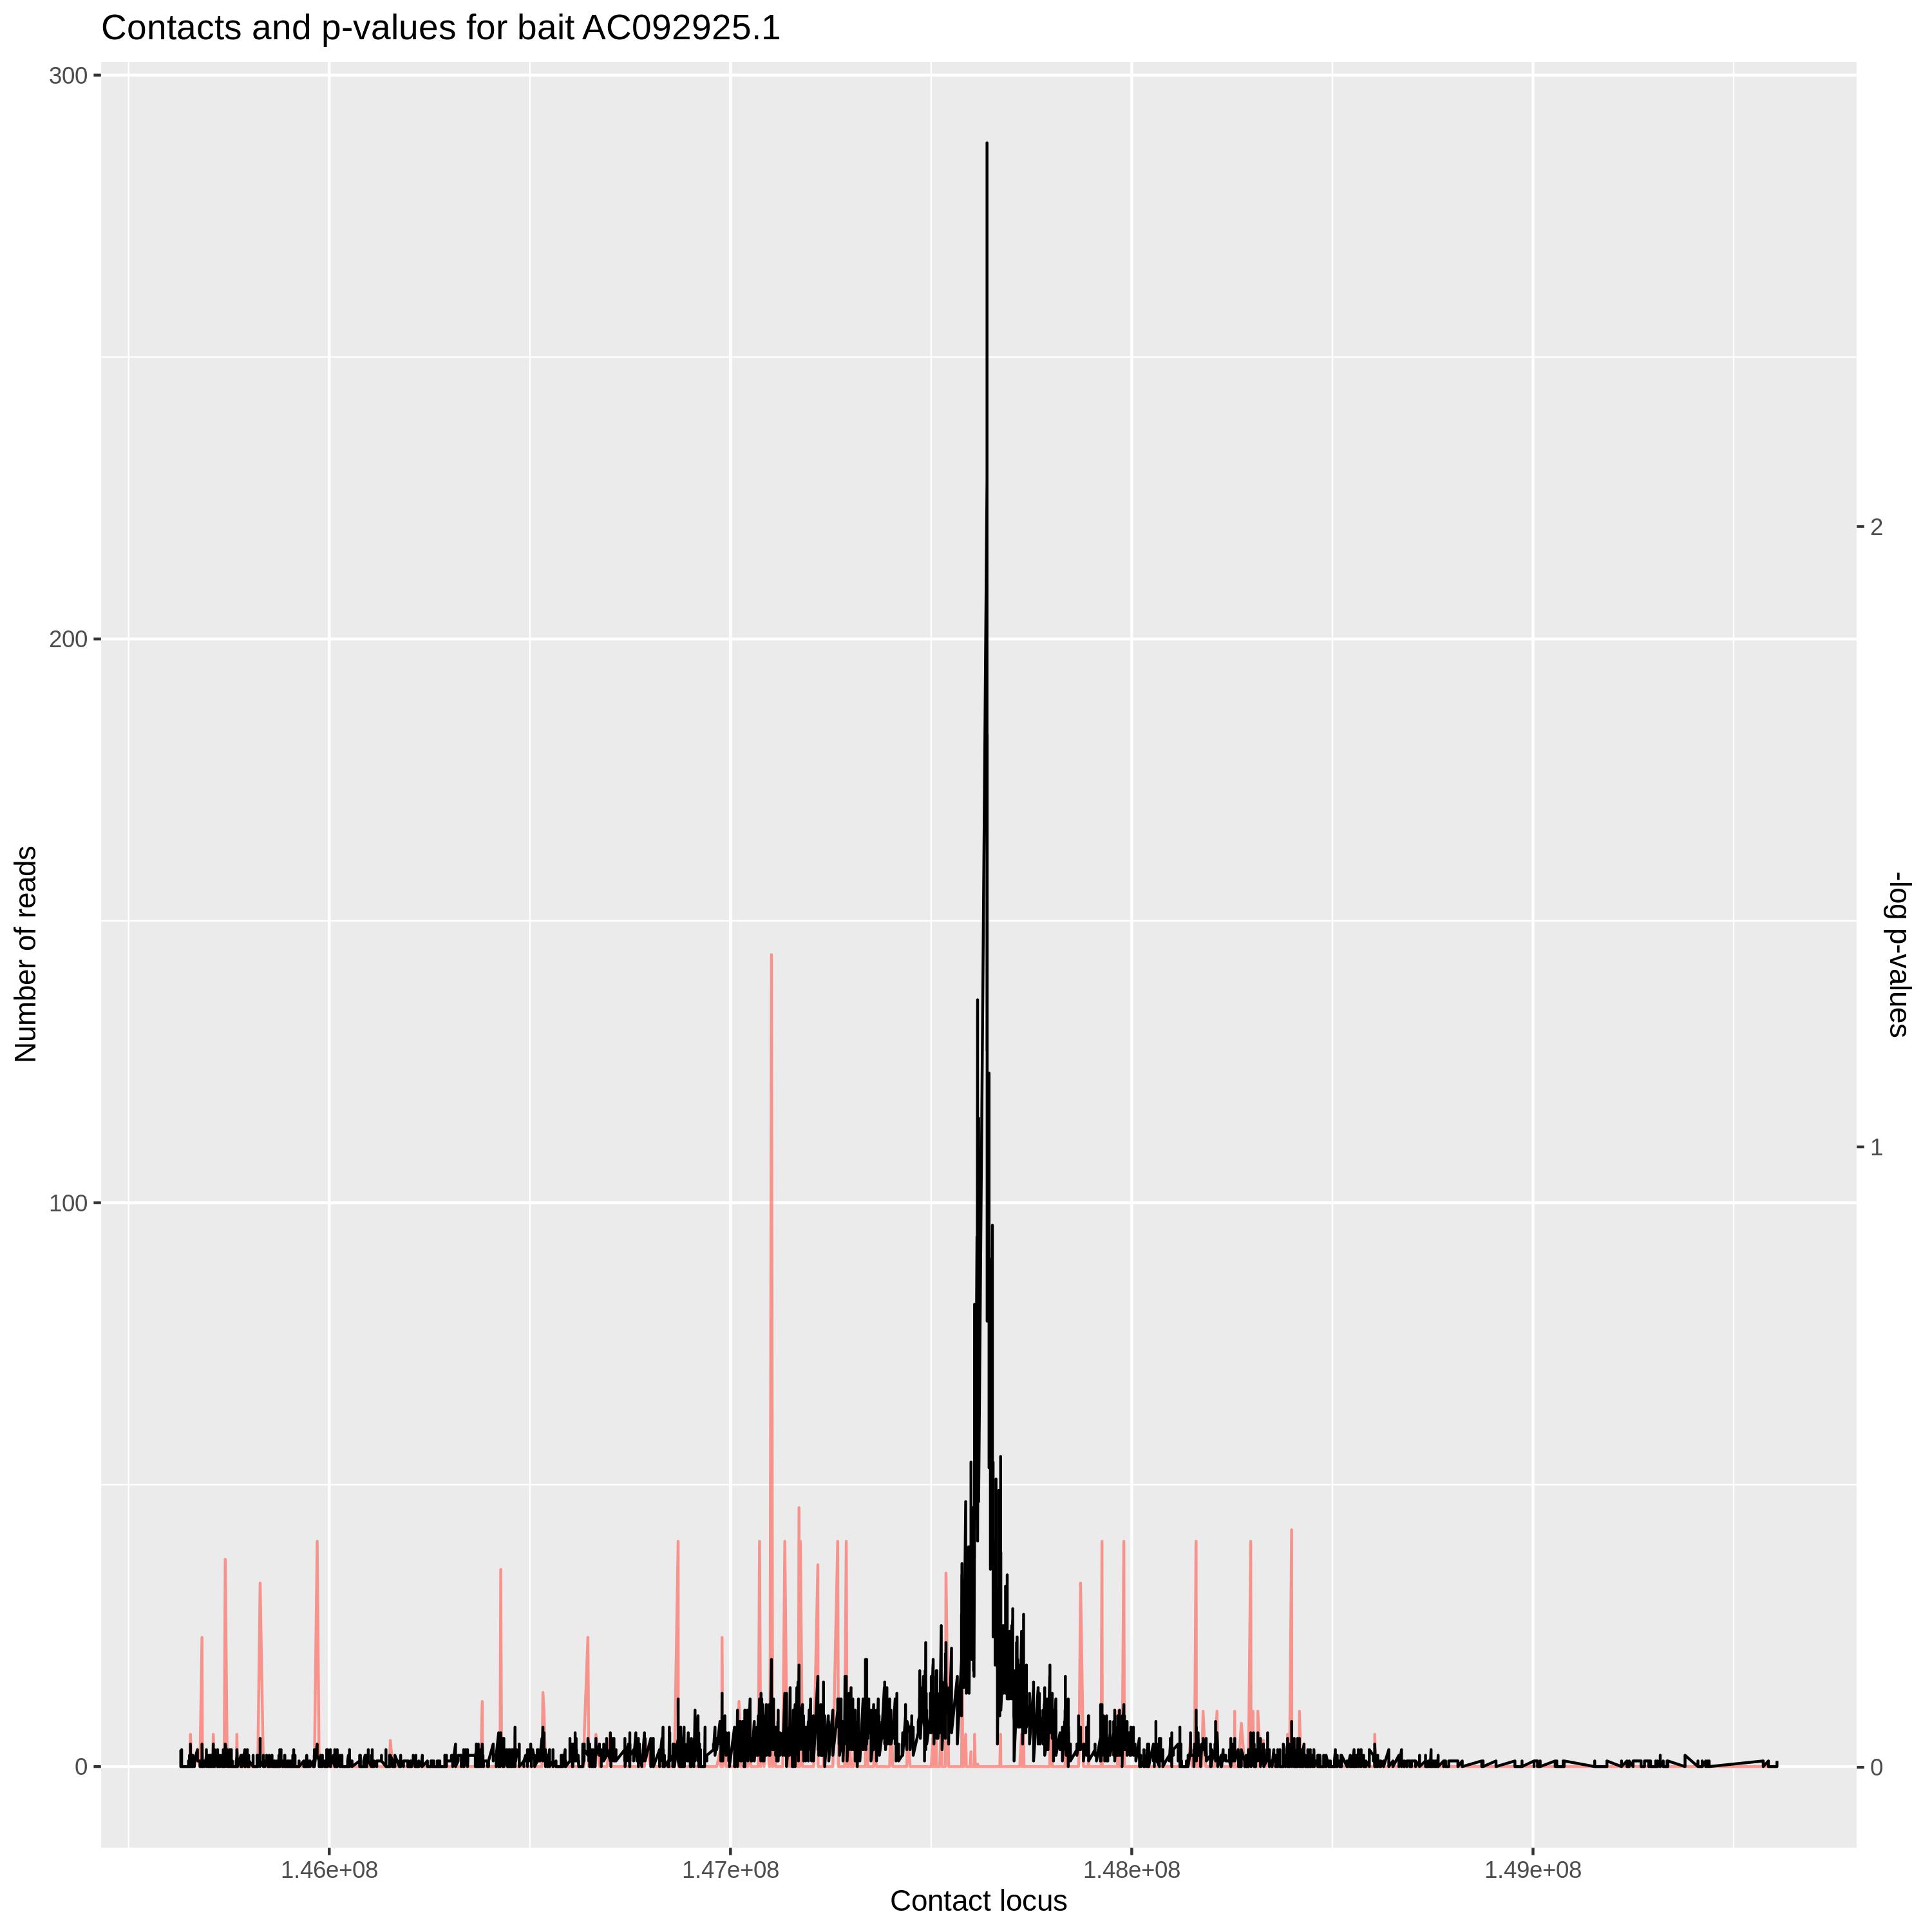 Contacts and p-values for bait AC092925.1
300
200
100
0
Number of reads
2
1
0
-log p-values
1.46e+08
1.47e+08
1.48e+08
1.49e+08
Contact locus